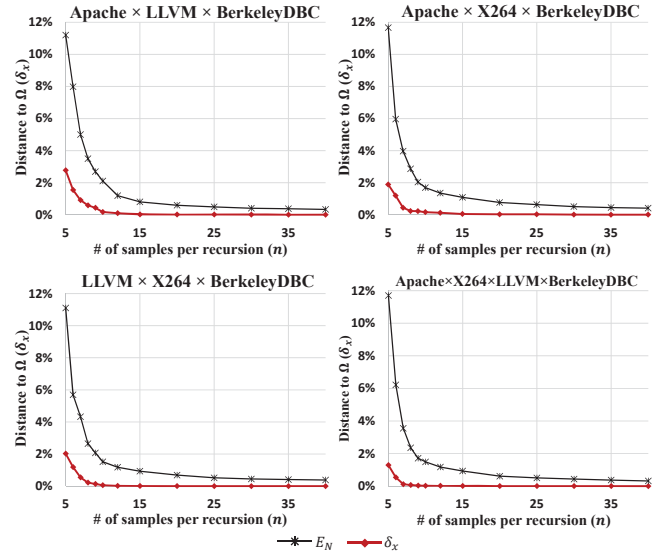 Apache × LLVM × BerkeleyDBC
Distance to Ω (δx)
12%
10%
8%
6%
4%
2%
0%
5 15 25 35
# of samples per recursion (n)
Apache × X264 × BerkeleyDBC
Distance to Ω (δx)
12%
10%
8%
6%
4%
2%
0%
5 15 25 35
# of samples per recursion (n)
LLVM × X264 × BerkeleyDBC
Distance to Ω (δx)
12%
10%
8%
6%
4%
2%
0%
5 15 25 35
# of samples per recursion (n)
Apache×X264×LLVM×BerkeleyDBC
Distance to Ω (δx)
12%
10%
8%
6%
4%
2%
0%
5 15 25 35
# of samples per recursion (n)
EN δx